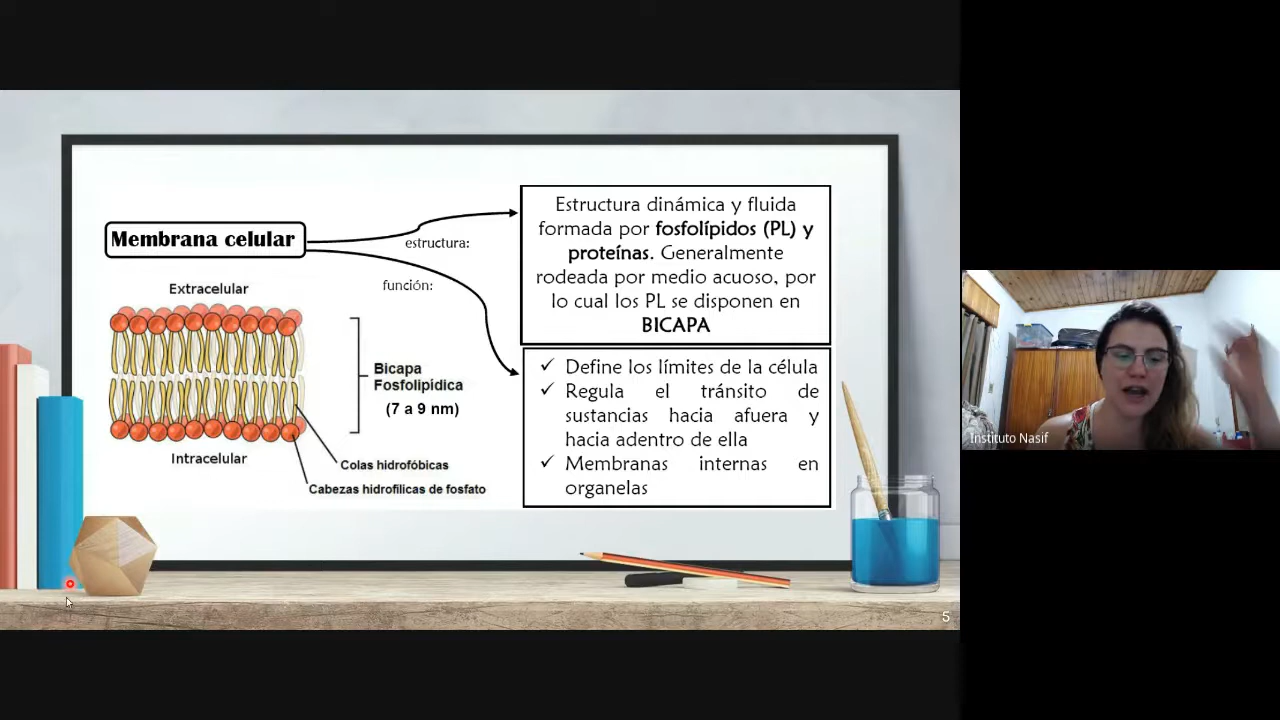 Membrana celular
estructura:
función:
Estructura dinámica y fluida
formada por fosfolípidos (PL) y
proteínas. Generalmente
rodeada por medio acuoso, por
lo cual los PL se disponen en
BICAPA
✓ Define los límites de la célula
✓ Regula el tránsito de
sustancias hacia afuera y
hacia adentro de ella
✓ Membranas internas en
organelas
Extracelular
Bicapa
Fosfolipídica
(7 a 9 nm)
Intracelular
Colas hidrofóbicas
Cabezas hidrofílicas de fosfato
5
Instituto Nasif